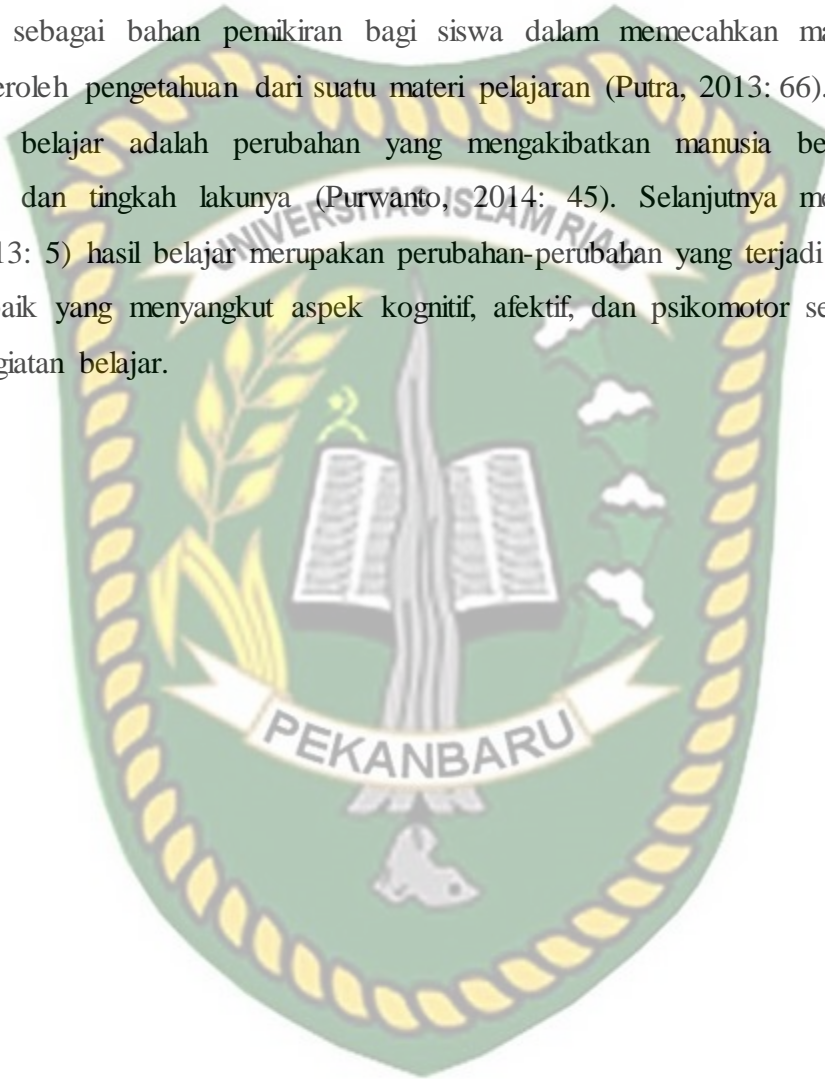 sebagai bahan pemikiran bagi siswa dalam memecahkan ma
eroleh pengetahuan dari suatu materi pelajaran (Putra, 2013: 66).
belajar adalah perubahan yang mengakibatkan manusia be
dan tingkah lakunya (Purwanto, 2014: 45). Selanjutnya me
13: 5) hasil belajar merupakan perubahan-perubahan yang terjadi
aik yang menyangkut aspek kognitif, afektif, dan psikomotor se
giatan belajar.
UNIVERSITAS ISLAM RIAU
PEKANBARU